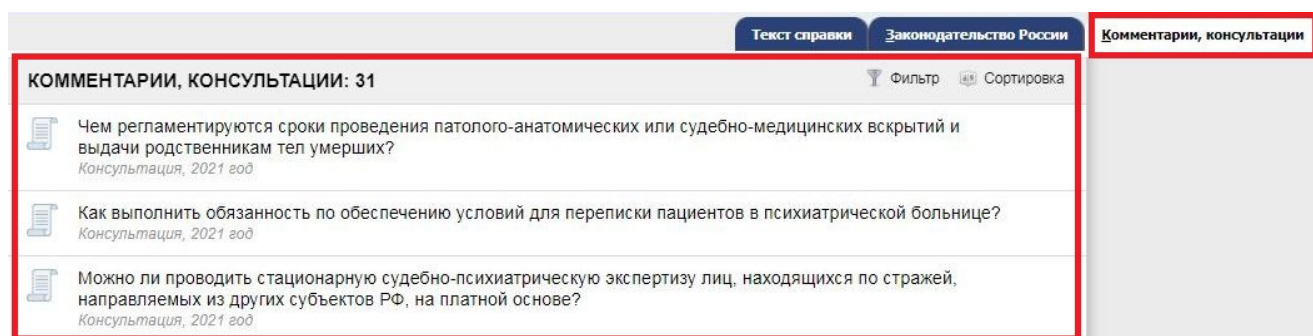 Текст справки
Законодательство России
Комментарии, консультации
КОММЕНТАРИИ, КОНСУЛЬТАЦИИ: 31
Фильтр
Сортировка
Чем регламентируются сроки проведения патолого-анатомических или судебно-медицинских вскрытий и
выдачи родственникам тел умерших?
Консультация, 2021 год
Как выполнить обязанность по обеспечению условий для переписки пациентов в психиатрической больнице?
Консультация, 2021 год
Можно ли проводить стационарную судебно-психиатрическую экспертизу лиц, находящихся по стражей,
направляемых из других субъектов РФ, на платной основе?
Консультация, 2021 год